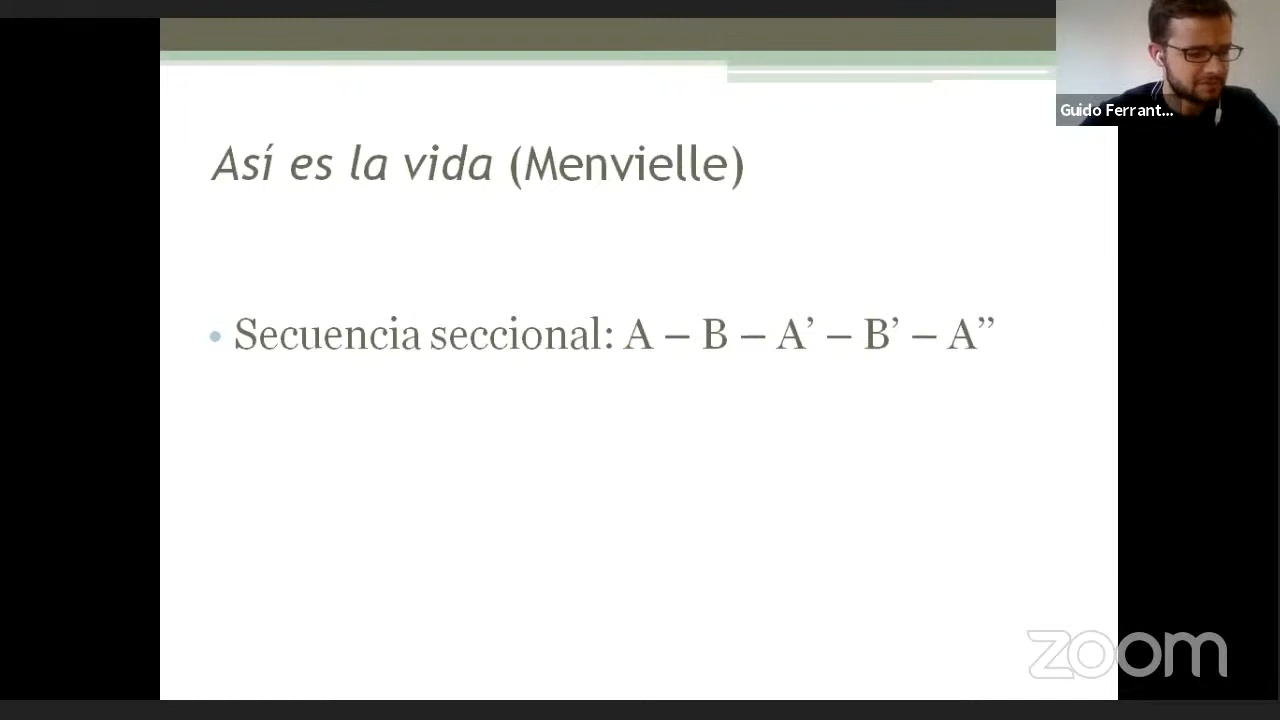 Guido Ferrant...
Así es la vida (Menvielle)
• Secuencia seccional: A – B – A’ – B’ – A’’
zoom